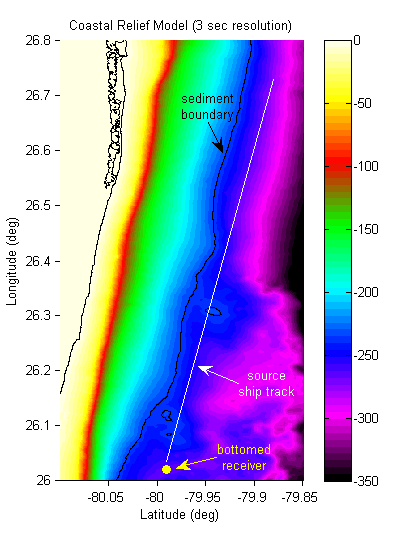 Coastal Relief Model (3 sec resolution)
26.8
26.7
26.6
26.5
26.4
26.3
26.2
26.1
26
Longitude (deg)
sediment
boundary
source
ship track
bottomed
receiver
-80.05
-80
-79.95
-79.9
-79.85
Latitude (deg)
0
-50
-100
-150
-200
-250
-300
-350